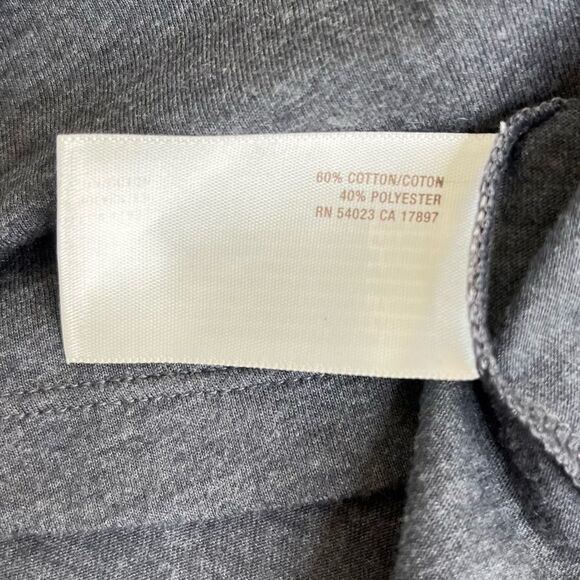 60% COTTON/COTON
40% POLYESTER
RN 54023 CA 17897